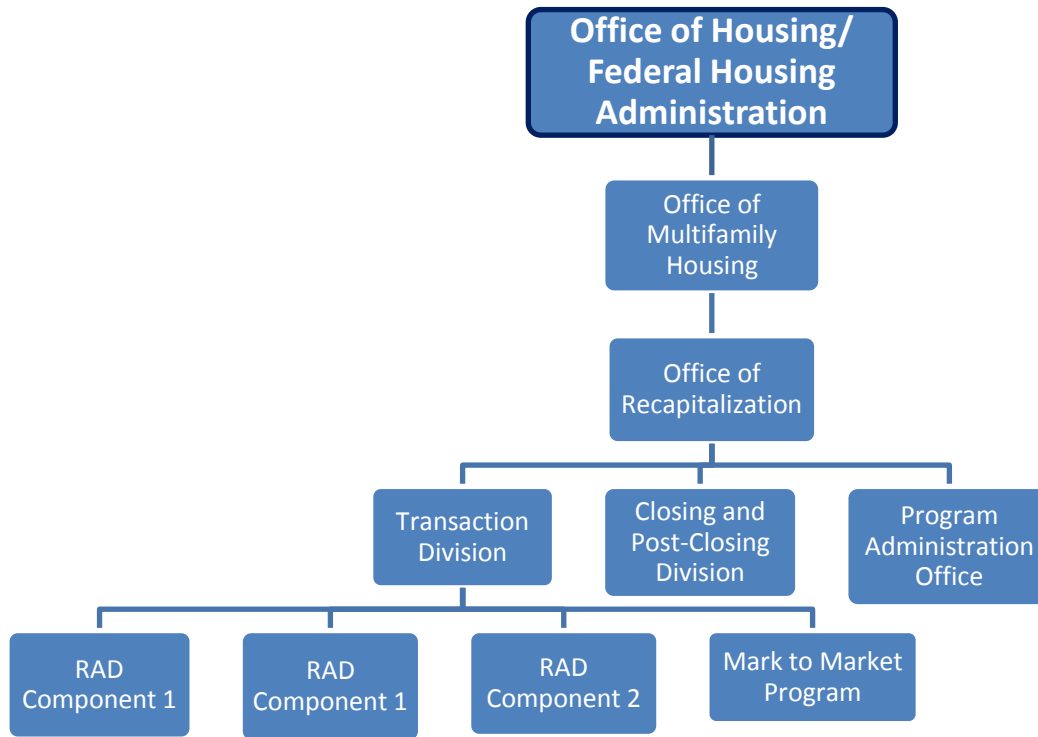 Office of Housing/
Federal Housing
Administration
Office of
Multifamily
Housing
Office of
Recapitalization
Transaction
Division
Closing and
Post-Closing
Division
Program
Administration
Office
RAD
Component 1
RAD
Component 1
RAD
Component 2
Mark to Market
Program